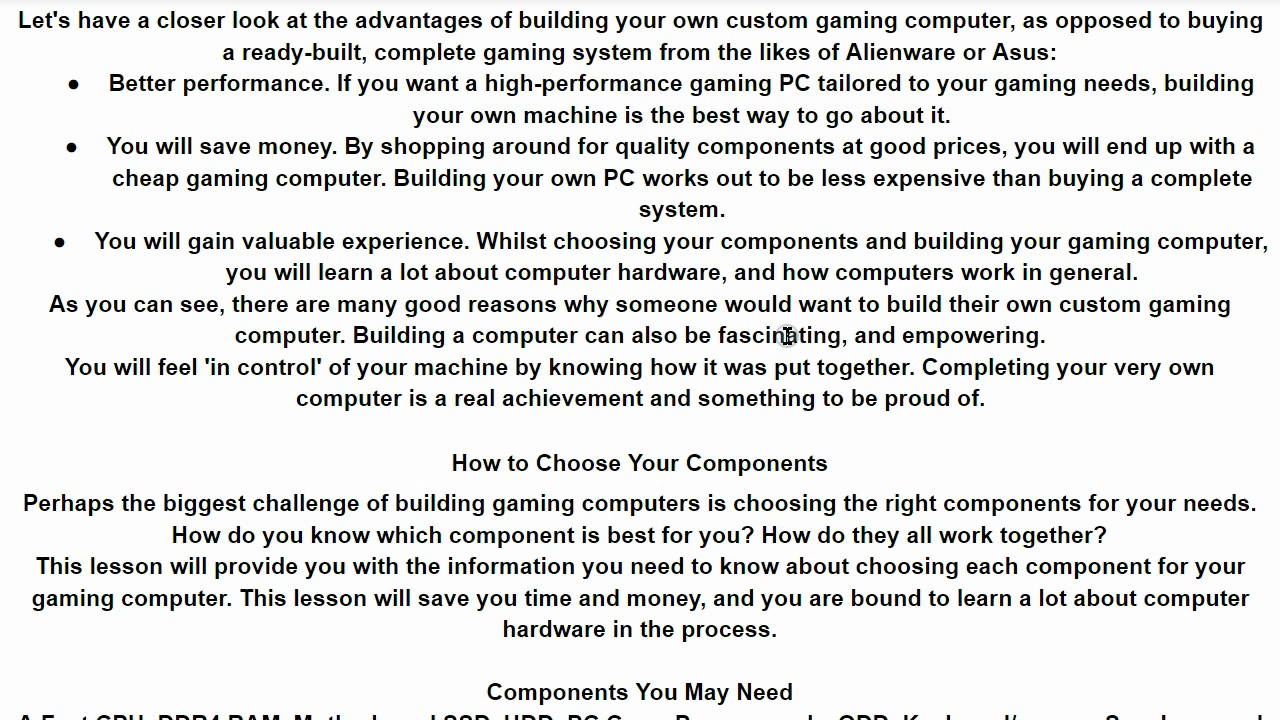 Let's have a closer look at the advantages of building your own custom gaming computer, as opposed to buying
a ready-built, complete gaming system from the likes of Alienware or Asus:
● Better performance. If you want a high-performance gaming PC tailored to your gaming needs, building
your own machine is the best way to go about it.
● You will save money. By shopping around for quality components at good prices, you will end up with a
cheap gaming computer. Building your own PC works out to be less expensive than buying a complete
system.
● You will gain valuable experience. Whilst choosing your components and building your gaming computer,
you will learn a lot about computer hardware, and how computers work in general.
As you can see, there are many good reasons why someone would want to build their own custom gaming
computer. Building a computer can also be fascinating, and empowering.
You will feel 'in control' of your machine by knowing how it was put together. Completing your very own
computer is a real achievement and something to be proud of.
How to Choose Your Components
Perhaps the biggest challenge of building gaming computers is choosing the right components for your needs.
How do you know which component is best for you? How do they all work together?
This lesson will provide you with the information you need to know about choosing each component for your
gaming computer. This lesson will save you time and money, and you are bound to learn a lot about computer
hardware in the process.
Components You May Need